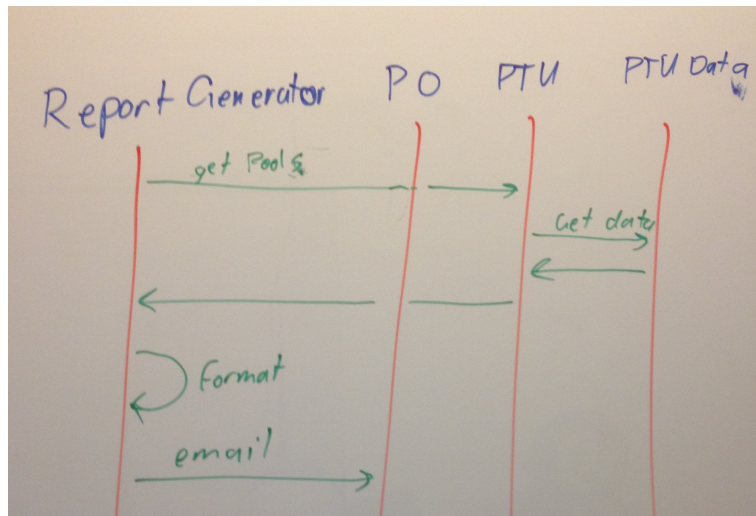 Report Generator PO PTU PTU Data
get Pools
Get data
Format
email